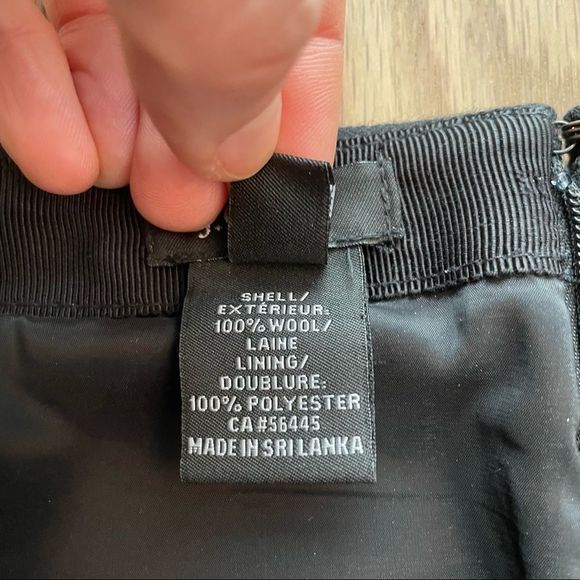 SHELL/
EXTÉRIEUR:
100% WOOL/
LAINE
LINING/
DOUBLURE:
100% POLYESTER
CA #56445
MADE IN SRI LANKA